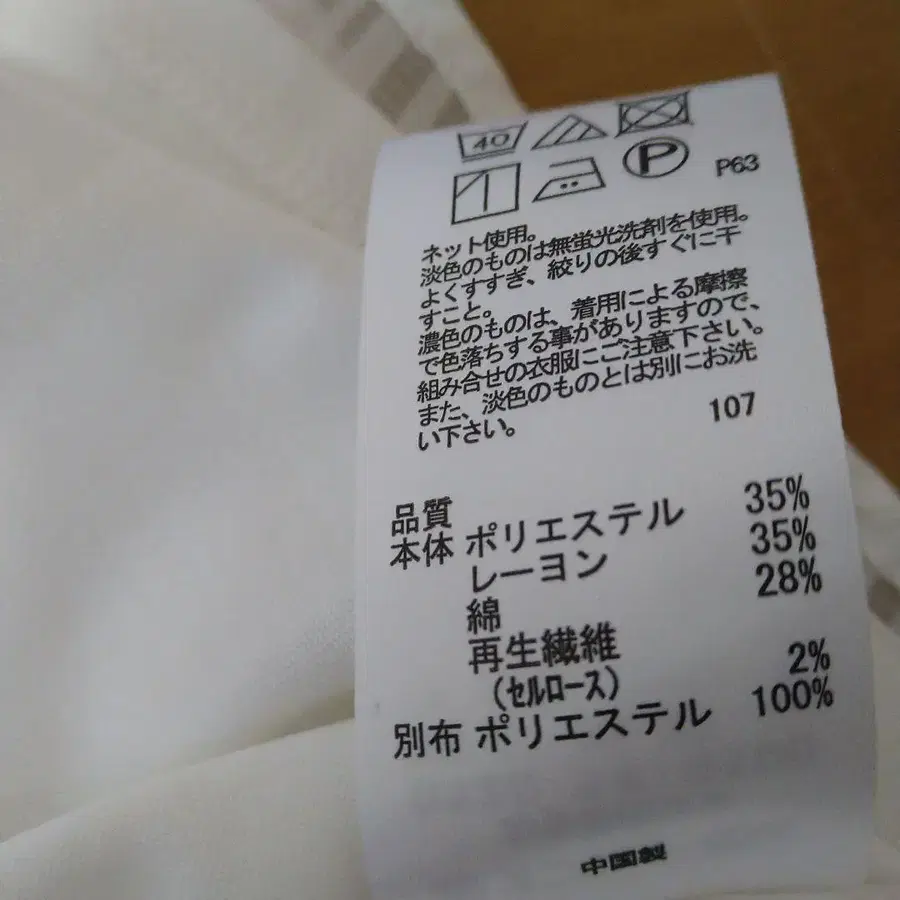 40
P
P63
ネット使用。
淡色のものは無蛍光洗剤を使用。
よくすすぎ、絞りの後すぐに干
すこと。
濃色のものは、着用による摩擦
で色落ちする事がありますので、
組み合せの衣服にご注意下さい。
また、淡色のものとは別にお洗
い下さい。
107
品質
本体 ポリエステル 35%
レーヨン 35%
綿 28%
再生繊維
(セルロース) 2%
別布 ポリエステル 100%
中国製